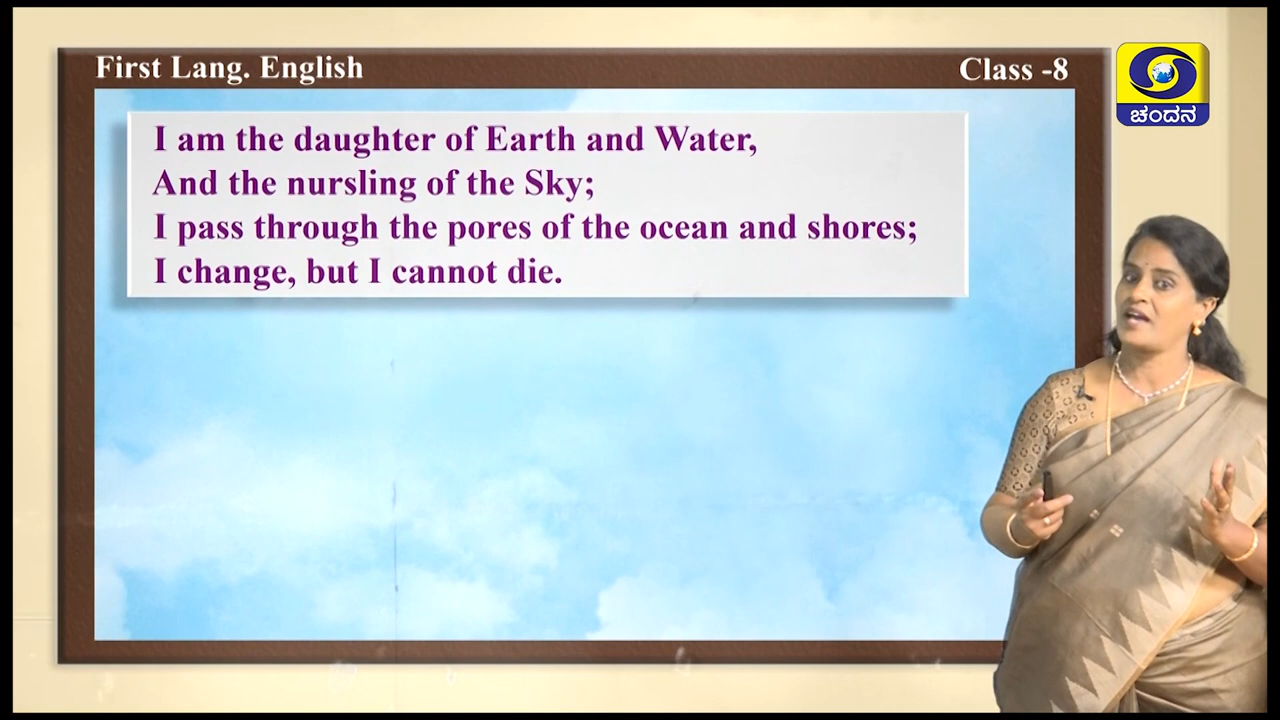 First Lang. English
Class -8
ಚಂದನ
I am the daughter of Earth and Water,
And the nursling of the Sky;
I pass through the pores of the ocean and shores;
I change, but I cannot die.